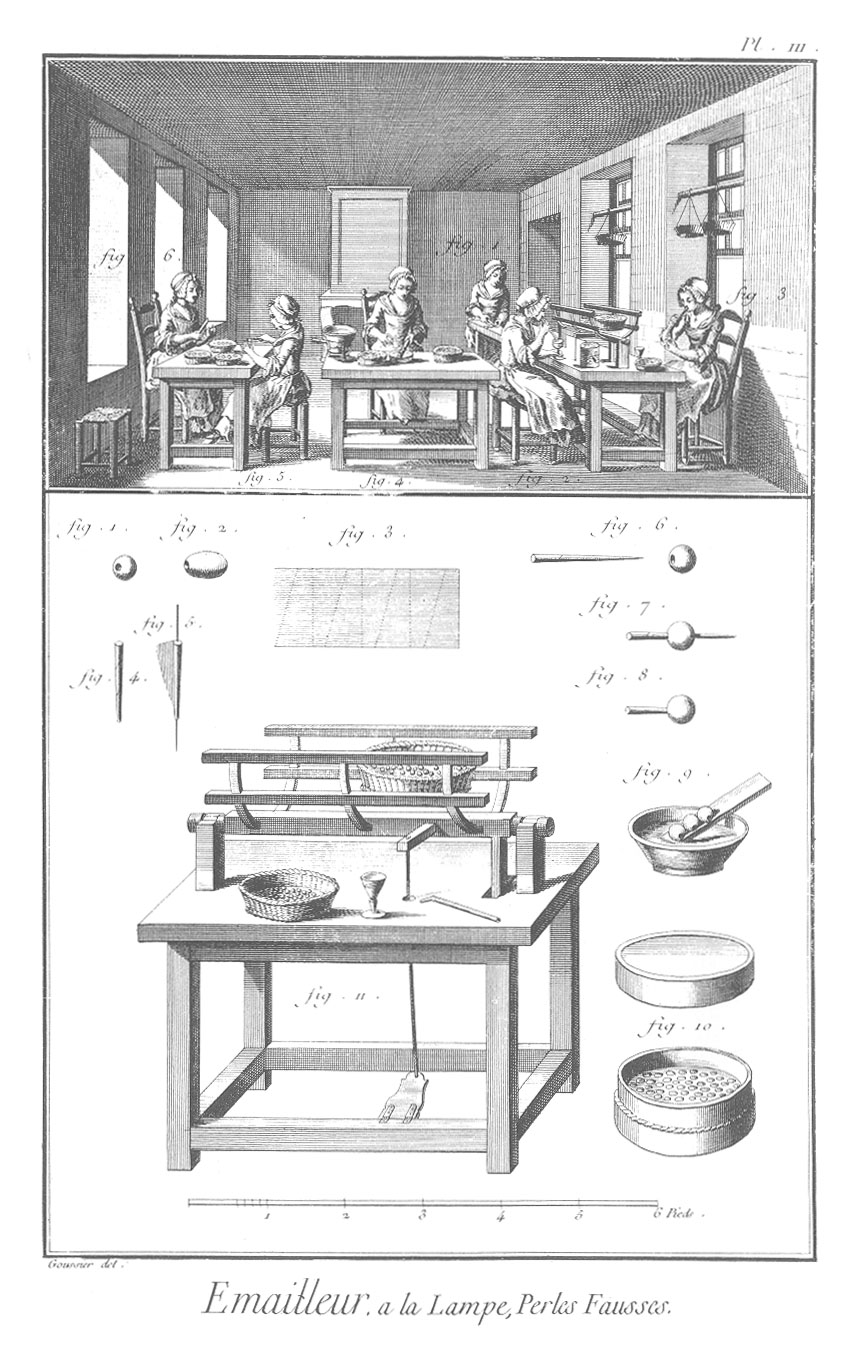 Pl. III.
fig. 1
fig 6.
fig. 3
fig. 5.
fig. 4.
fig. 2.
fig. 1. fig. 2. fig. 3. fig. 6.
fig. 5. fig. 7.
fig. 4. fig. 8.
fig. 9.
fig. 11.
fig. 10.
1 2 3 4 5 6 Pieds.
Goussier del.
Emailleur, a la Lampe, Perles Fausses.